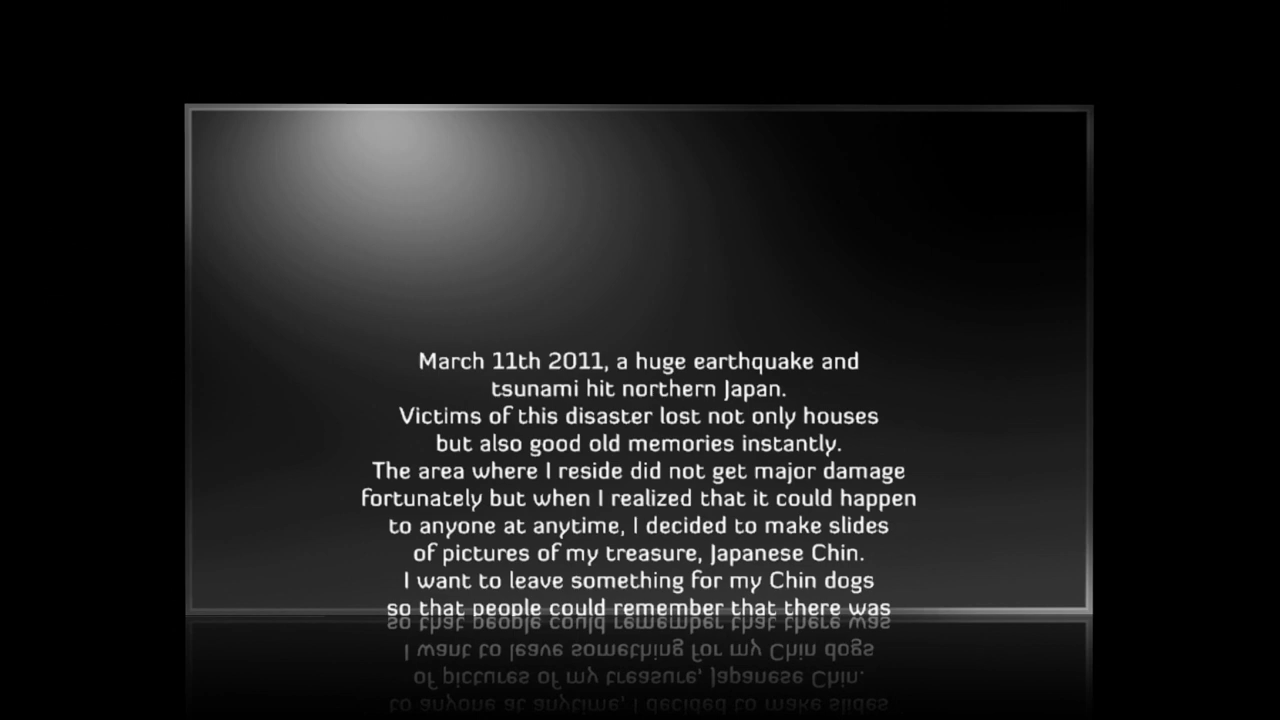 March 11th 2011, a huge earthquake and
tsunami hit northern Japan.
Victims of this disaster lost not only houses
but also good old memories instantly.
The area where I reside did not get major damage
fortunately but when I realized that it could happen
to anyone at anytime, I decided to make slides
of pictures of my treasure, Japanese Chin.
I want to leave something for my Chin dogs
so that people could remember that there was